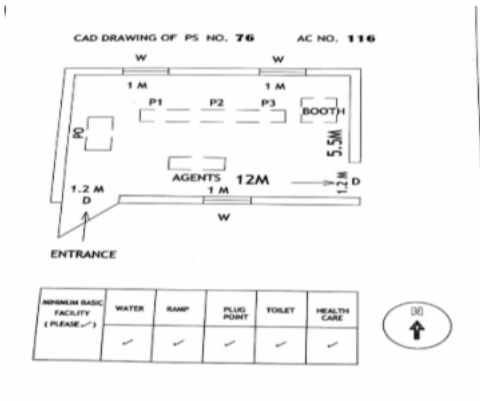 CAD DRAWING OF PS NO. 76 AC NO. 116
W W
1 M 1 M
P1 P2 P3
BOOTH
PO
5.5M
AGENTS 12M
1.2 M 1 M 1.2 M D
D
W
ENTRANCE
MINIMUM BASIC FACILITY ( PLEASE ✓ ) WATER RAMP PLUG POINT TOILET HEALTH CARE
✓ ✓ ✓ ✓ ✓
N